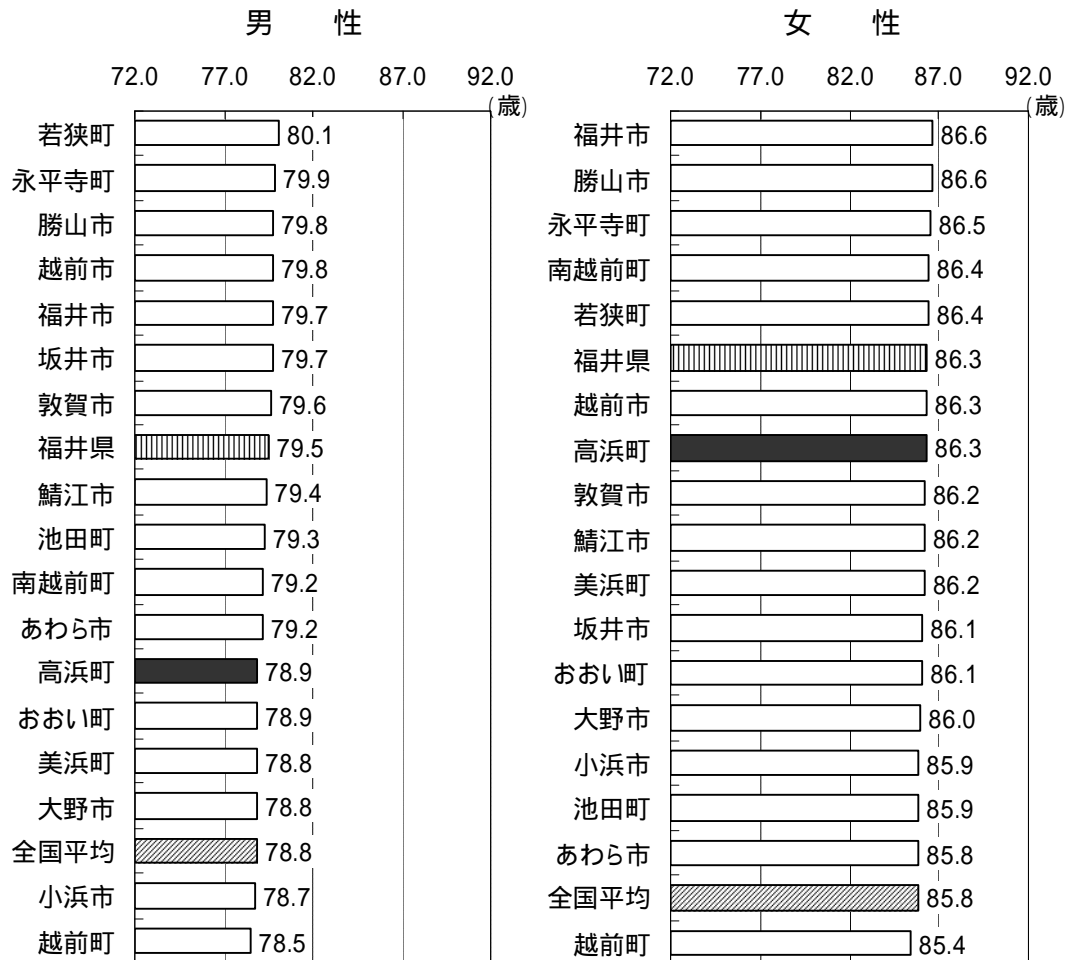 男 性
72.0 77.0 82.0 87.0 92.0
(歳)
若狭町 80.1
永平寺町 79.9
勝山市 79.8
越前市 79.8
福井市 79.7
坂井市 79.7
敦賀市 79.6
福井県 79.5
鯖江市 79.4
池田町 79.3
南越前町 79.2
あわら市 79.2
高浜町 78.9
おおい町 78.9
美浜町 78.8
大野市 78.8
全国平均 78.8
小浜市 78.7
越前町 78.5
女 性
72.0 77.0 82.0 87.0 92.0
(歳)
福井市 86.6
勝山市 86.6
永平寺町 86.5
南越前町 86.4
若狭町 86.4
福井県 86.3
越前市 86.3
高浜町 86.3
敦賀市 86.2
鯖江市 86.2
美浜町 86.2
坂井市 86.1
おおい町 86.1
大野市 86.0
小浜市 85.9
池田町 85.9
あわら市 85.8
全国平均 85.8
越前町 85.4